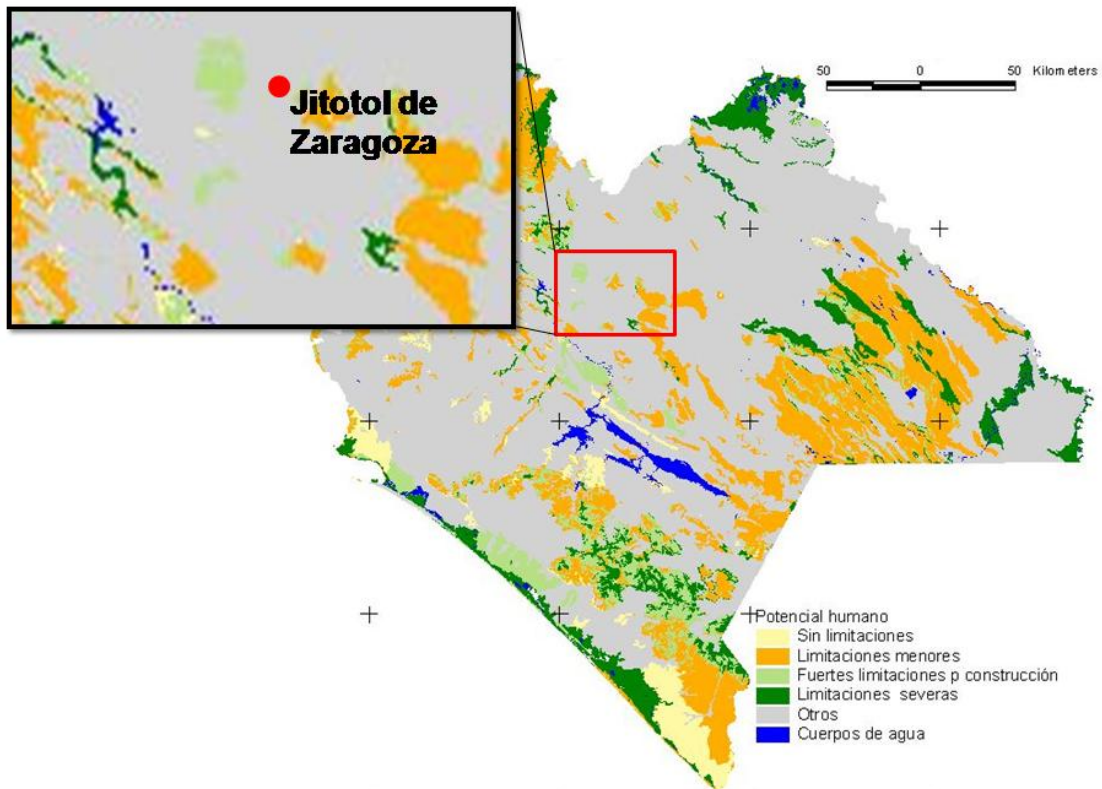 Jitotol de
Zaragoza
50 0 50 Kilometers
Potencial humano
Sin limitaciones
Limitaciones menores
Fuertes limitaciones p construcción
Limitaciones severas
Otros
Cuerpos de agua